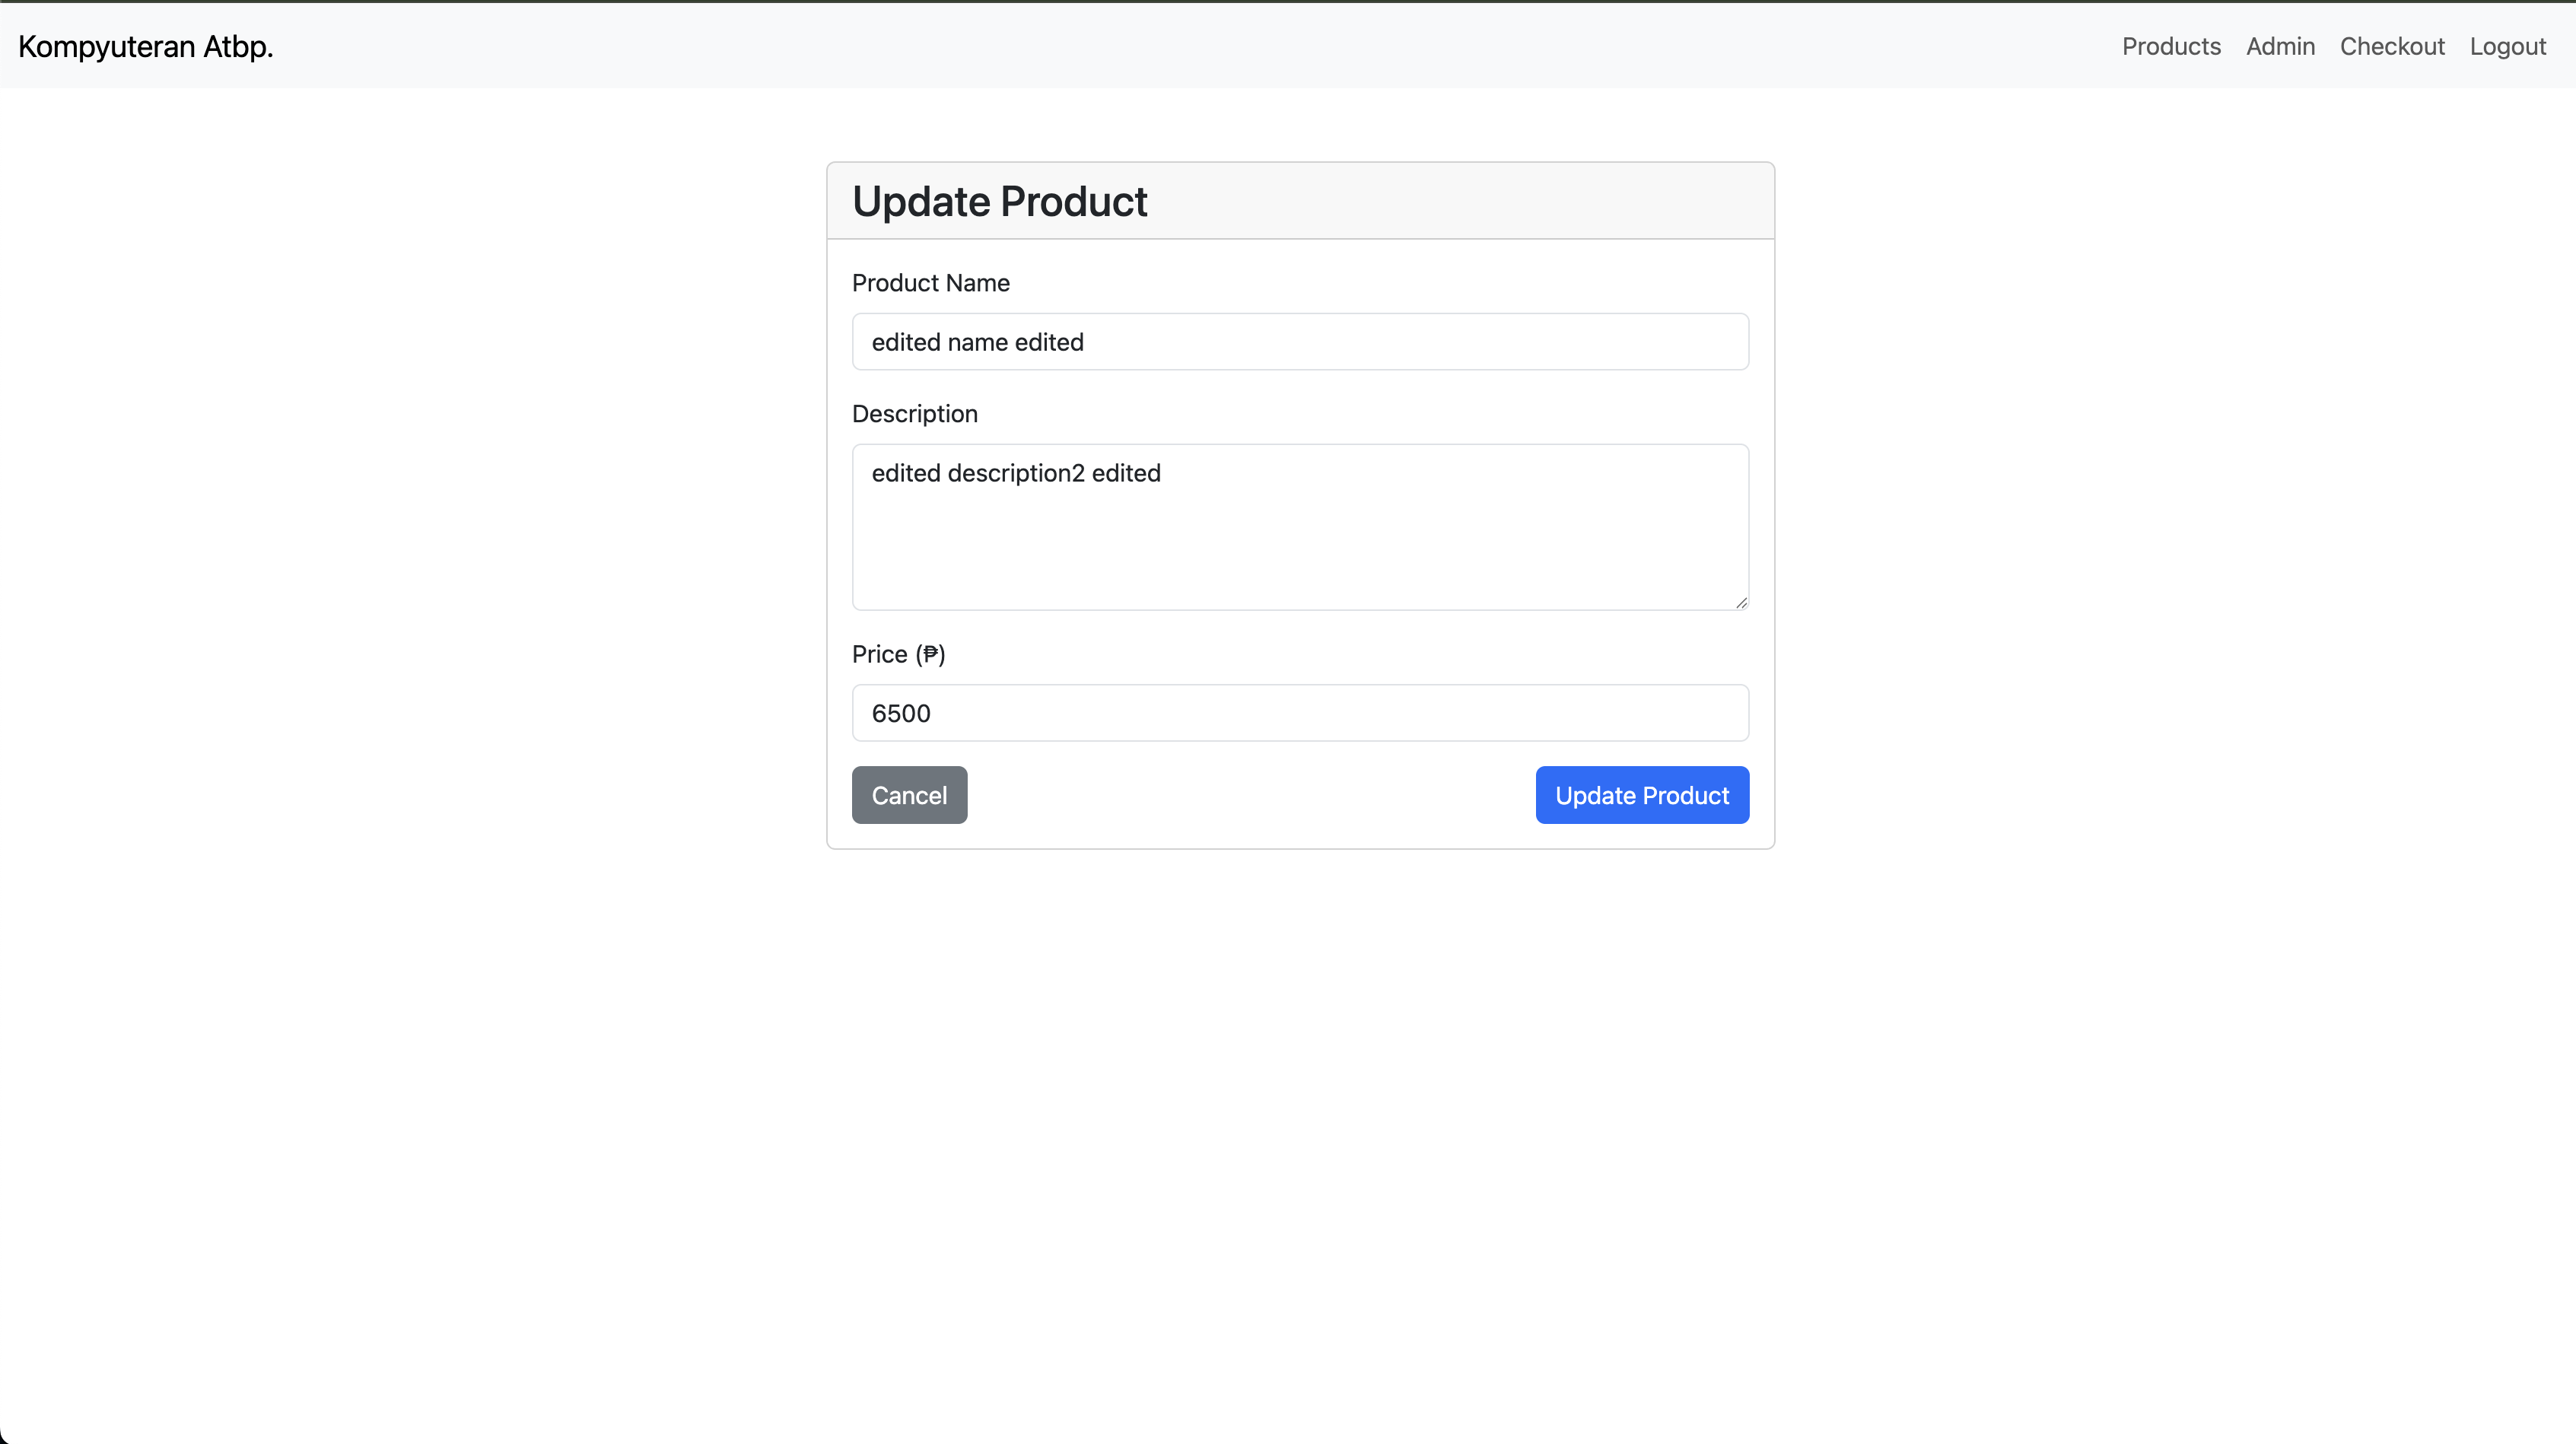 Kompyuteran Atbp.
Products Admin Checkout Logout
Update Product
Product Name
edited name edited
Description
edited description2 edited
Price (₱)
6500
Cancel
Update Product